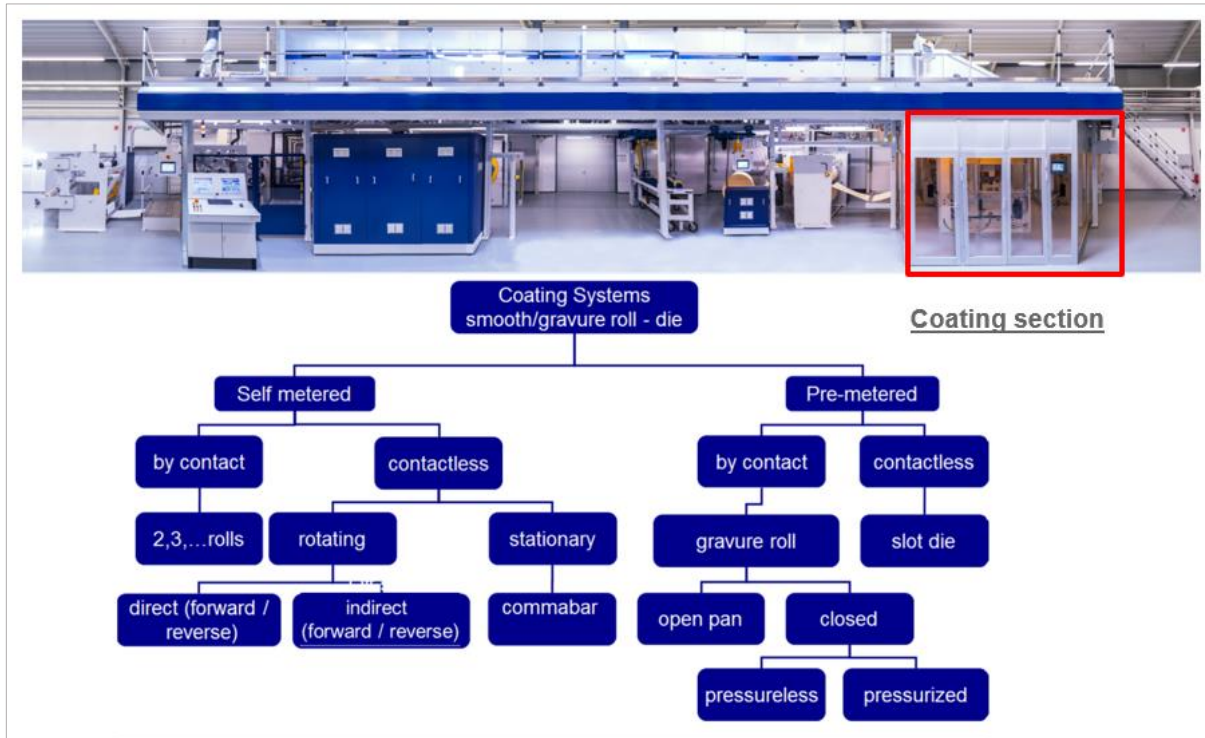 Coating section
Coating Systems
smooth/gravure roll - die
Self metered
Pre-metered
by contact
contactless
by contact
contactless
2,3,...rolls
rotating
stationary
gravure roll
slot die
direct (forward /
reverse)
indirect
(forward / reverse)
commabar
open pan
closed
pressureless
pressurized